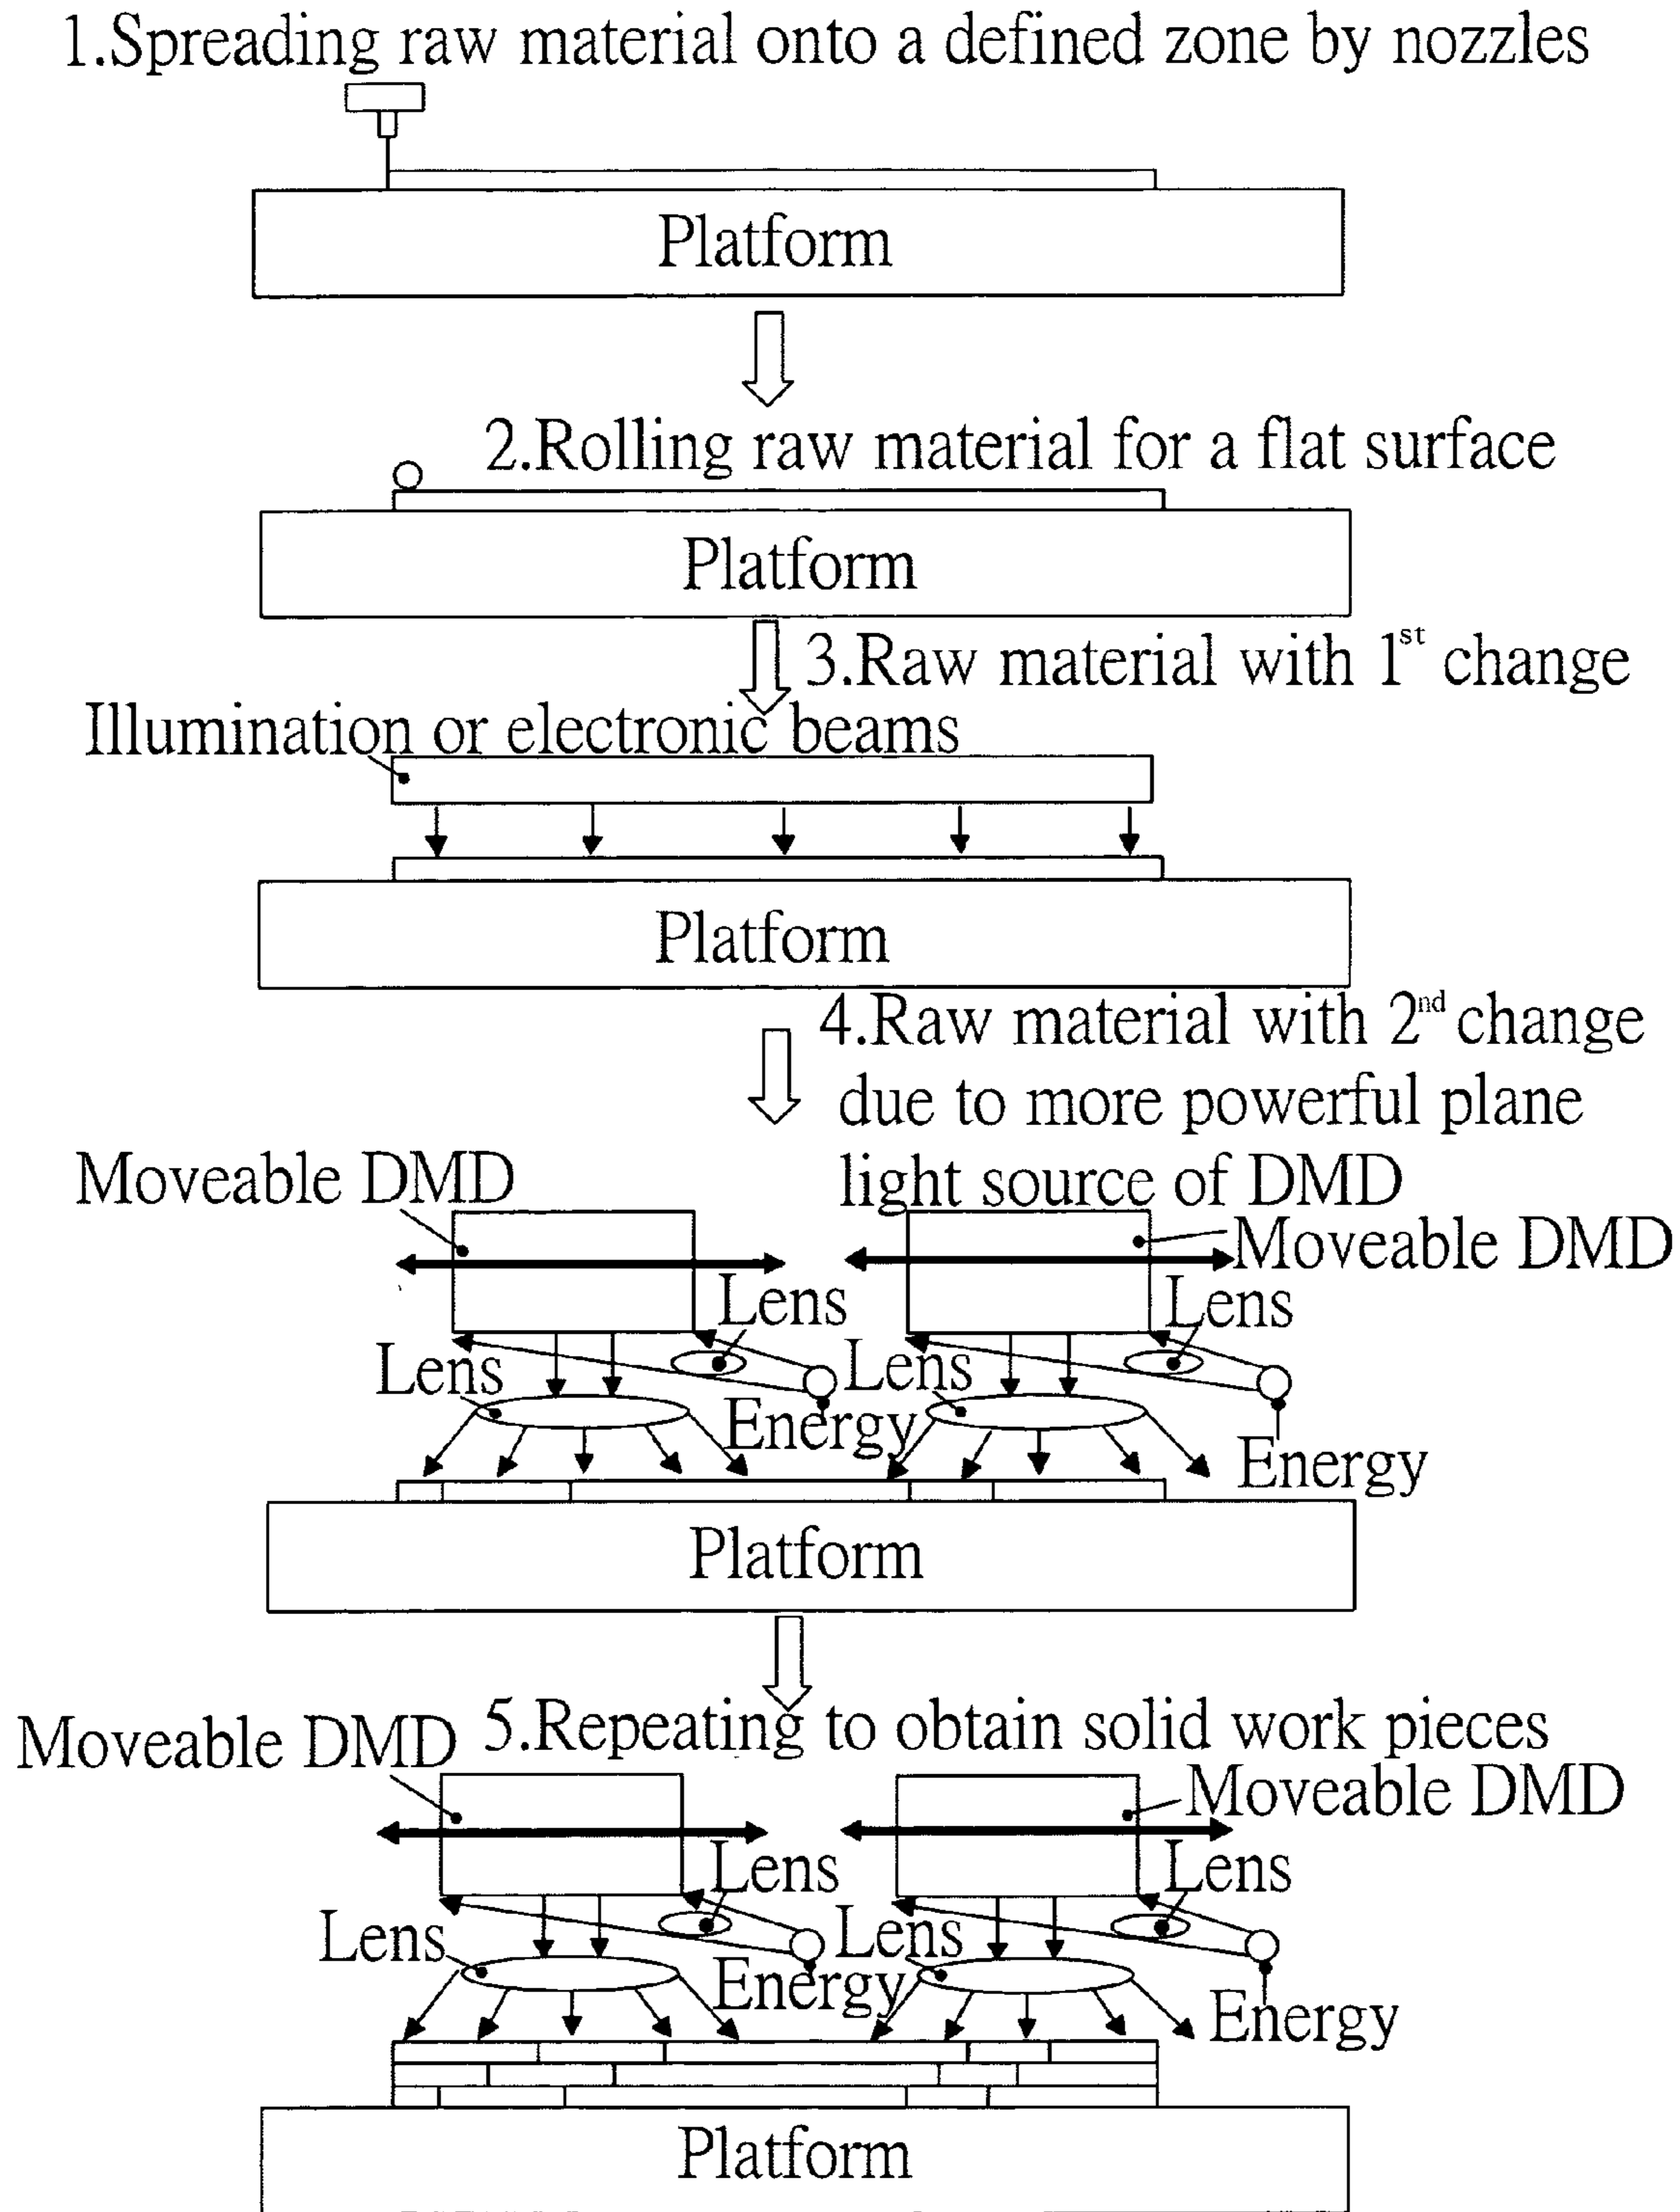 1.Spreading raw material onto a defined zone by nozzles
Platform
2.Rolling raw material for a flat surface
Platform
3.Raw material with 1st change
Illumination or electronic beams
Platform
4.Raw material with 2nd change
due to more powerful plane
light source of DMD
Moveable DMD
Moveable DMD
Lens
Lens
Lens
Lens
Energy
Energy
Platform
5.Repeating to obtain solid work pieces
Moveable DMD
Moveable DMD
Lens
Lens
Lens
Lens
Energy
Energy
Platform